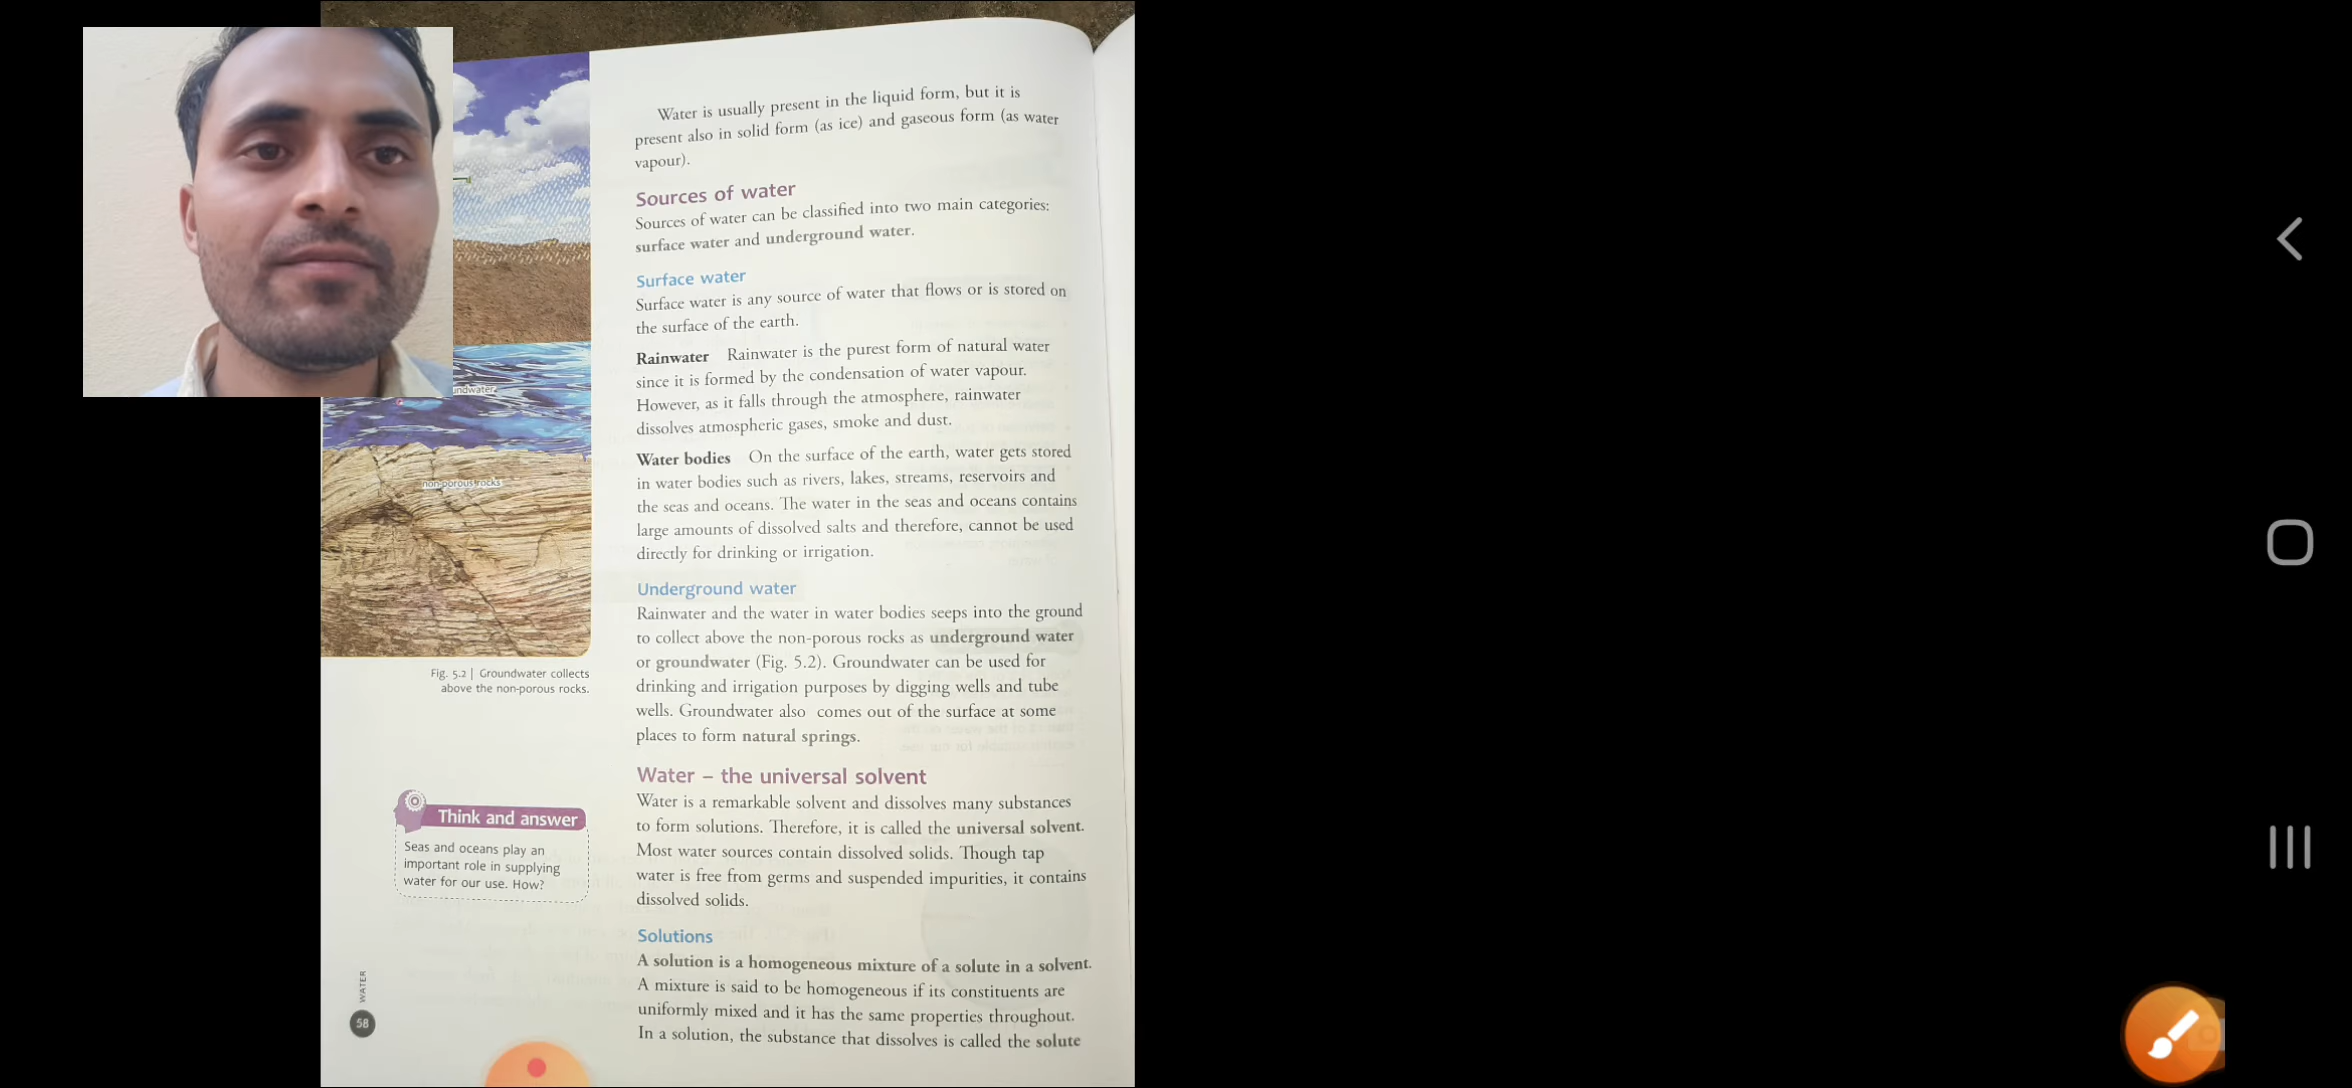 Water is usually present in the liquid form, but it is
present also in solid form (as ice) and gaseous form (as water
vapour).
Sources of water
Sources of water can be classified into two main categories:
surface water and underground water.
Surface water
Surface water is any source of water that flows or is stored on
the surface of the earth.
Rainwater Rainwater is the purest form of natural water
since it is formed by the condensation of water vapour.
However, as it falls through the atmosphere, rainwater
dissolves atmospheric gases, smoke and dust.
Water bodies On the surface of the earth, water gets stored
in water bodies such as rivers, lakes, streams, reservoirs and
the seas and oceans. The water in the seas and oceans contains
large amounts of dissolved salts and therefore, cannot be used
directly for drinking or irrigation.
Underground water
Rainwater and the water in water bodies seeps into the ground
to collect above the non-porous rocks as underground water
or groundwater (Fig. 5.2). Groundwater can be used for
drinking and irrigation purposes by digging wells and tube
wells. Groundwater also comes out of the surface at some
places to form natural springs.
Water – the universal solvent
Water is a remarkable solvent and dissolves many substances
to form solutions. Therefore, it is called the universal solvent.
Most water sources contain dissolved solids. Though tap
water is free from germs and suspended impurities, it contains
dissolved solids.
Solutions
A solution is a homogeneous mixture of a solute in a solvent.
A mixture is said to be homogeneous if its constituents are
uniformly mixed and it has the same properties throughout.
In a solution, the substance that dissolves is called the solute
non-porous rocks
Fig. 5.2 | Groundwater collects
above the non-porous rocks.
Think and answer
Seas and oceans play an
important role in supplying
water for our use. How?
WATER
58